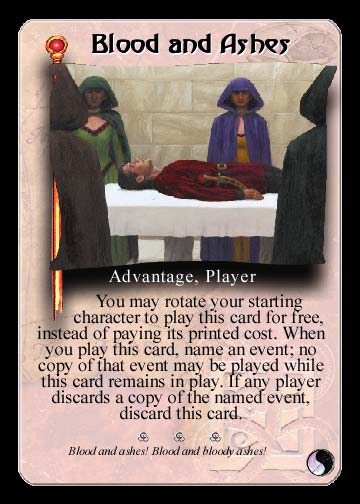 Blood and Ashes
Advantage, Player
You may rotate your starting
character to play this card for free,
instead of paying its printed cost. When
you play this card, name an event; no
copy of that event may be played while
this card remains in play. If any player
discards a copy of the named event,
discard this card.
Blood and ashes! Blood and bloody ashes!